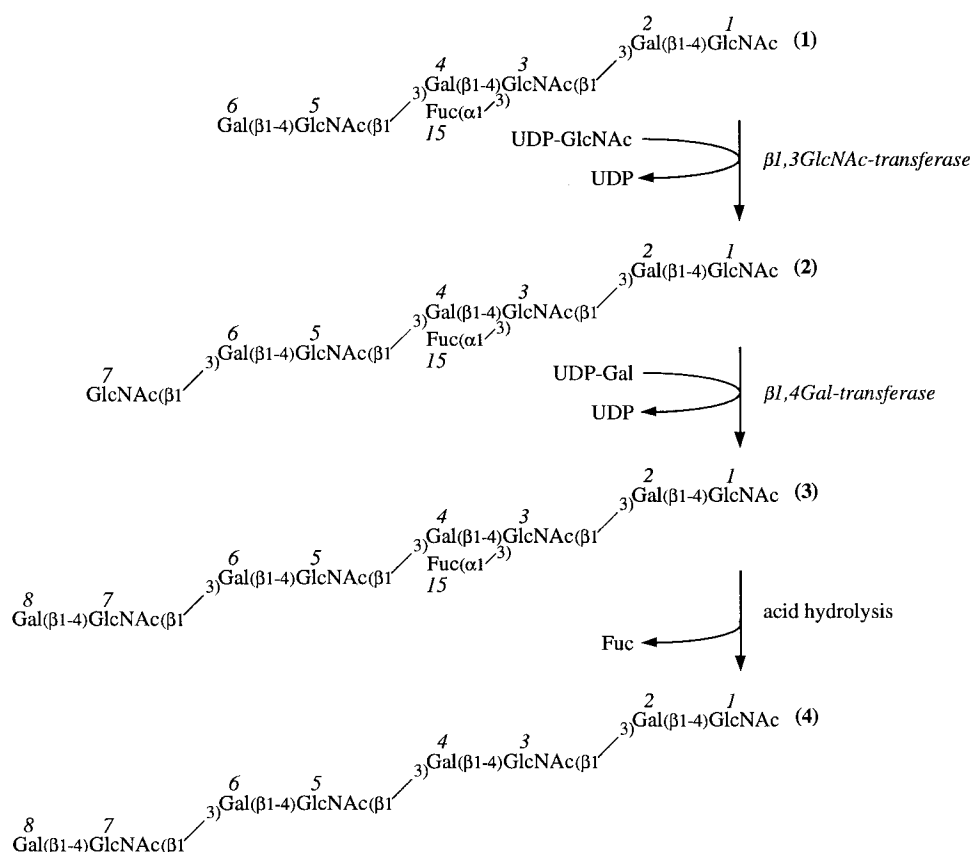 2 1
3)Gal(β1-4)GlcNAc (1)
4 3
3)Gal(β1-4)GlcNAc(β1
6 5
Fuc(α1 3)
Gal(β1-4)GlcNAc(β1
15
UDP-GlcNAc
β1,3GlcNAc-transferase
UDP
2 1
3)Gal(β1-4)GlcNAc (2)
4 3
3)Gal(β1-4)GlcNAc(β1
6 5
Fuc(α1 3)
3)Gal(β1-4)GlcNAc(β1
15
7
GlcNAc(β1
UDP-Gal
β1,4Gal-transferase
UDP
2 1
3)Gal(β1-4)GlcNAc (3)
4 3
3)Gal(β1-4)GlcNAc(β1
6 5
Fuc(α1 3)
3)Gal(β1-4)GlcNAc(β1
15
8 7
Gal(β1-4)GlcNAc(β1
acid hydrolysis
Fuc
2 1
3)Gal(β1-4)GlcNAc (4)
4 3
3)Gal(β1-4)GlcNAc(β1
6 5
3)Gal(β1-4)GlcNAc(β1
8 7
Gal(β1-4)GlcNAc(β1